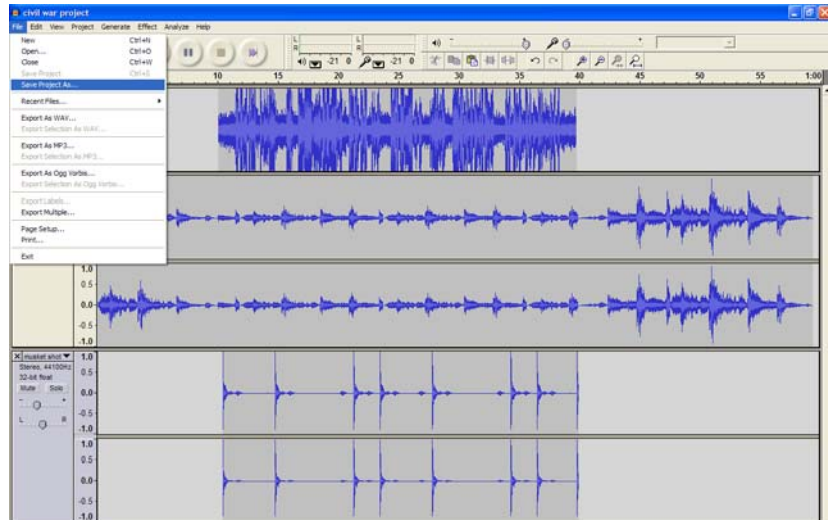 civil war project
File Edit View Project Generate Effect Analyze Help
New Ctrl+N
Open... Ctrl+O
Close Ctrl+W
Save Project Ctrl+S
Save Project As...
Recent Files...
Export As WAV...
Export Selection As WAV...
Export As MP3...
Export Selection As MP3...
Export As Ogg Vorbis...
Export Selection As Ogg Vorbis...
Export Labels...
Export Multiple...
Page Setup...
Print...
Exit
L
R
-21 0
L
R
-21 0
10 15 20 25 30 35 40 45 50 55 1:00
1.0
0.5
0.0
-0.5
-1.0
musket shot
Stereo, 44100Hz
32-bit float
Mute Solo
- +
L R
1.0
0.5
0.0
-0.5
-1.0
1.0
0.5
0.0
-0.5
-1.0